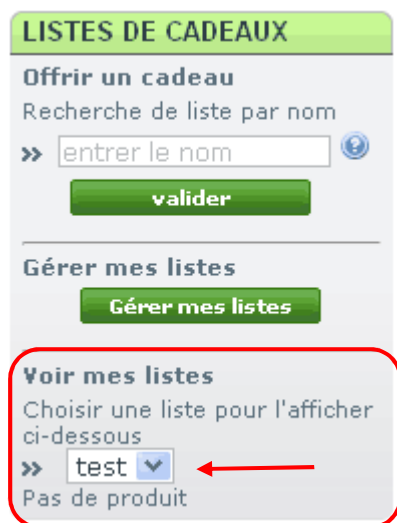 LISTES DE CADEAUX
Offrir un cadeau
Recherche de liste par nom
»» entrer le nom
valider
Gérer mes listes
Gérer mes listes
Voir mes listes
Choisir une liste pour l'afficher
ci-dessous
»» test
Pas de produit